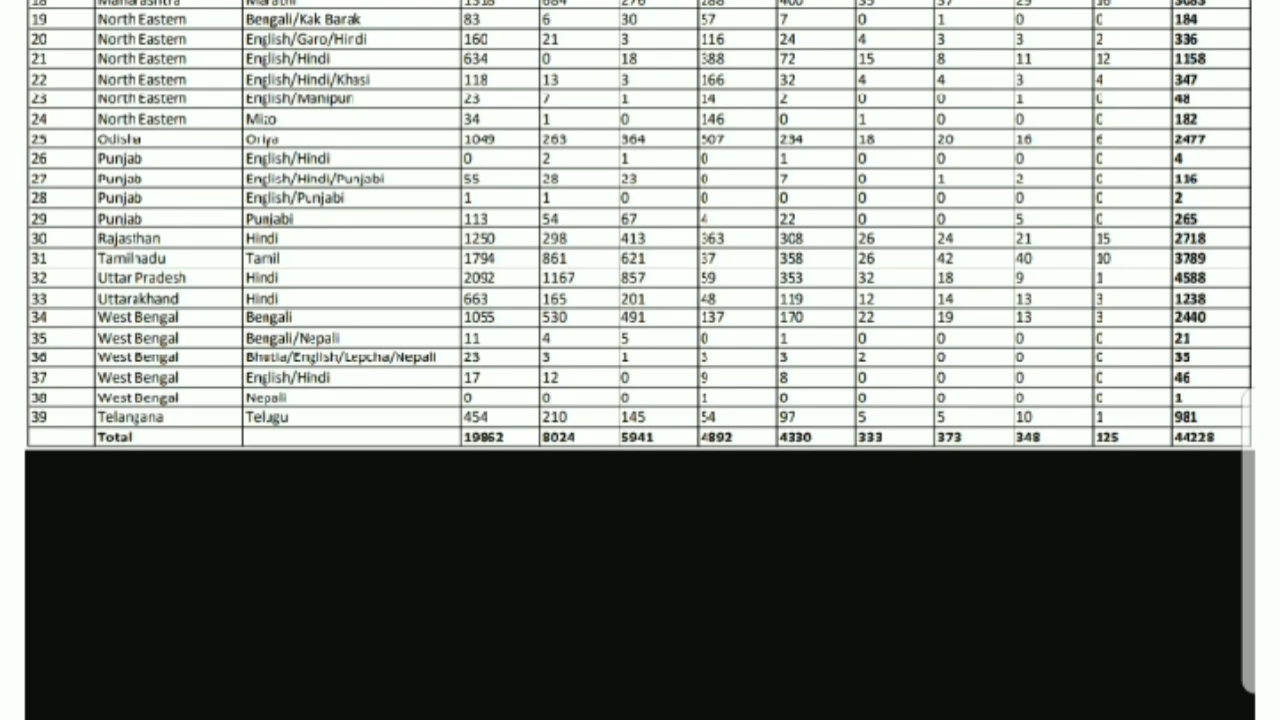 18 Maharashtra Marathi 1318 684 276 288 400 35 37 29 16 3083
19 North Eastern Bengali/Kak Barak 83 6 30 57 7 0 1 0 0 184
20 North Eastern English/Garo/Hindi 160 21 3 116 24 4 3 3 2 336
21 North Eastern English/Hindi 634 0 18 388 72 15 8 11 12 1158
22 North Eastern English/Hindi/Khasi 118 13 3 166 32 4 4 3 4 347
23 North Eastern English/Manipuri 23 7 1 14 2 0 0 1 0 48
24 North Eastern Mizo 34 1 0 146 0 1 0 0 0 182
25 Odisha Oriya 1049 263 364 507 234 18 20 16 6 2477
26 Punjab English/Hindi 0 2 1 0 1 0 0 0 0 4
27 Punjab English/Hindi/Punjabi 55 28 23 0 7 0 1 2 0 116
28 Punjab English/Punjabi 1 1 0 0 0 0 0 0 0 2
29 Punjab Punjabi 113 54 67 4 22 0 0 5 0 265
30 Rajasthan Hindi 1250 298 413 363 308 26 24 21 15 2718
31 Tamilnadu Tamil 1794 861 621 37 358 26 42 40 10 3789
32 Uttar Pradesh Hindi 2092 1167 857 59 353 32 18 9 1 4588
33 Uttarakhand Hindi 663 165 201 48 119 12 14 13 3 1238
34 West Bengal Bengali 1055 530 491 137 170 22 19 13 3 2440
35 West Bengal Bengali/Nepali 11 4 5 0 1 0 0 0 0 21
36 West Bengal Bhutia/English/Lepcha/Nepali 23 3 1 3 3 2 0 0 0 35
37 West Bengal English/Hindi 17 12 0 9 8 0 0 0 0 46
38 West Bengal Nepali 0 0 0 1 0 0 0 0 0 1
39 Telangana Telugu 454 210 145 54 97 5 5 10 1 981
Total 19862 8024 5941 4892 4330 333 373 348 125 44228